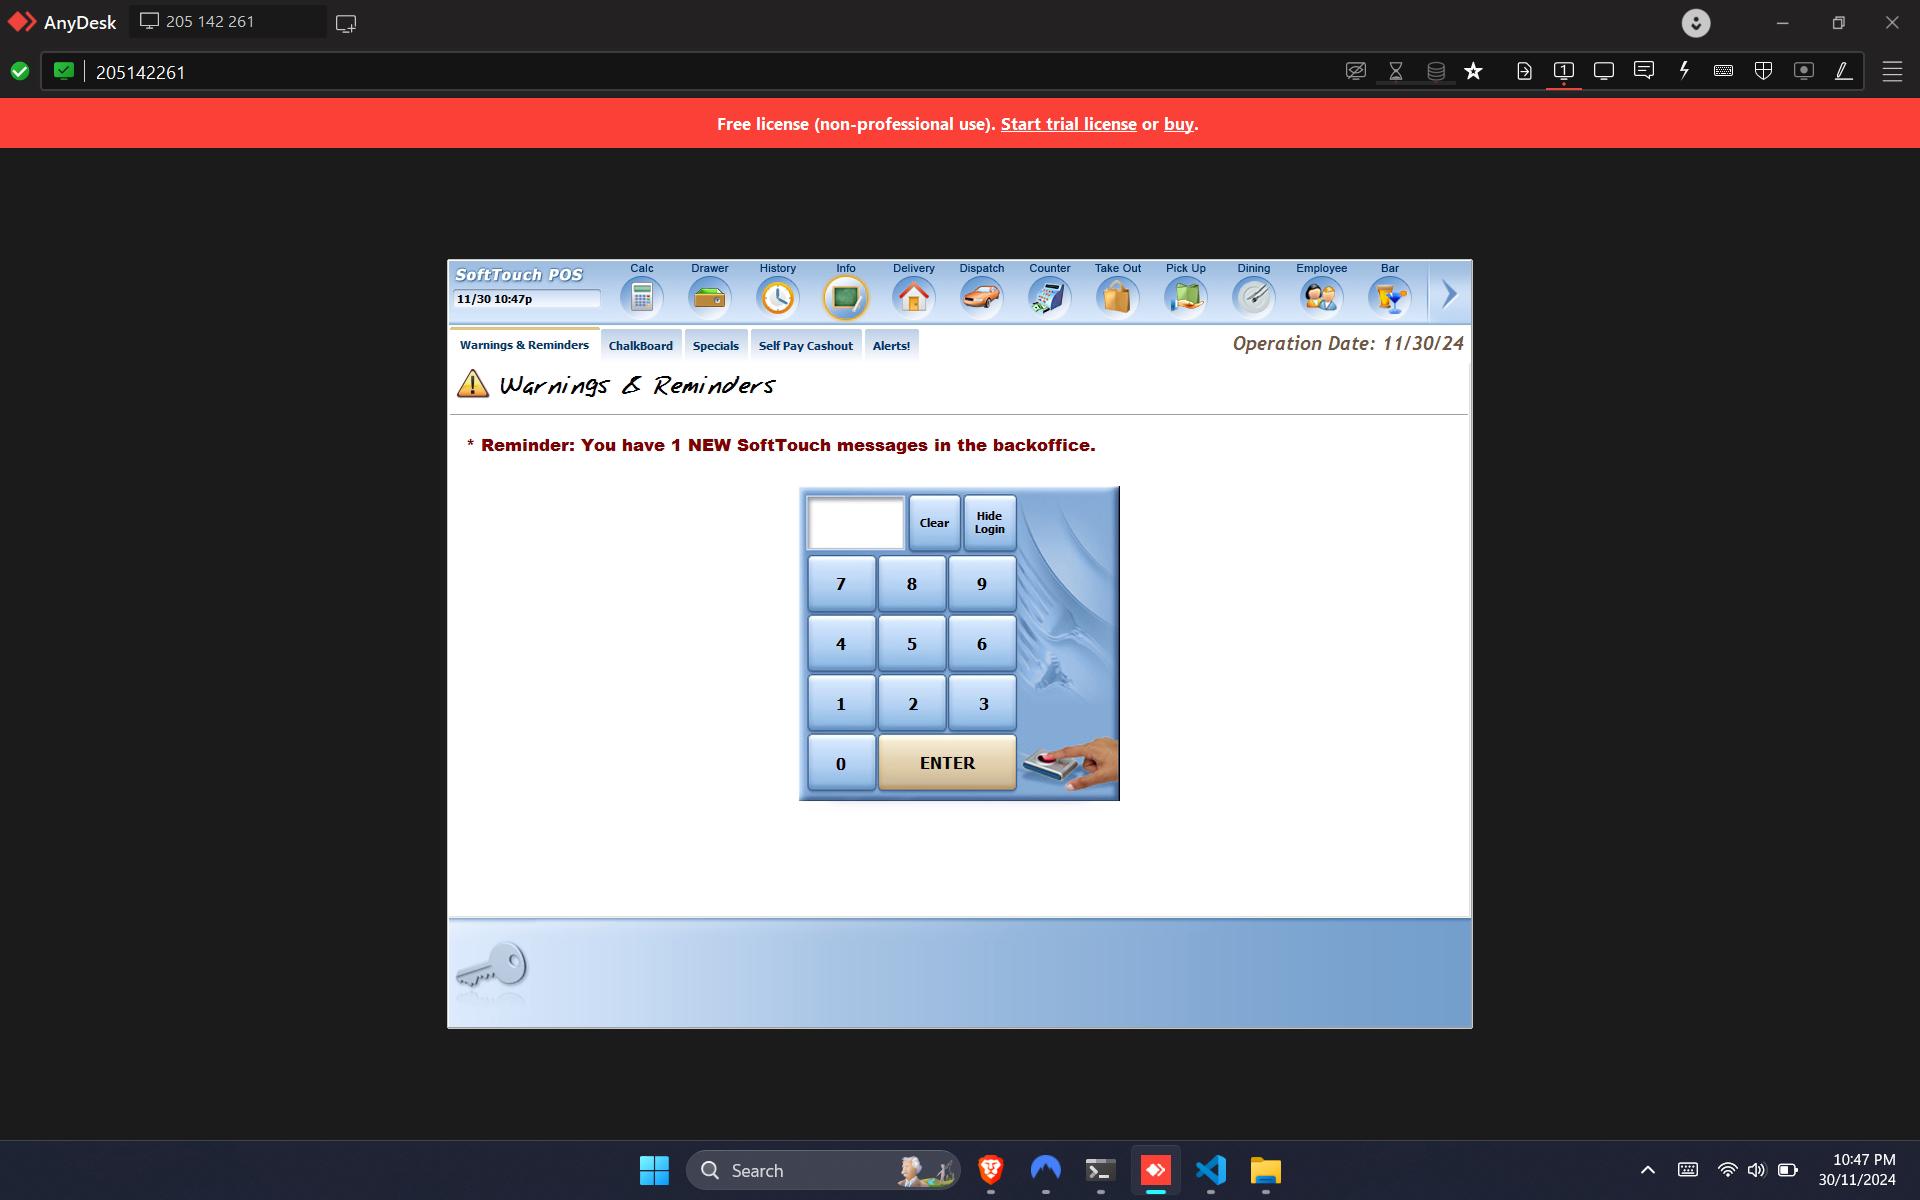 AnyDesk
205 142 261
205142261
1
Free license (non-professional use). Start trial license or buy.
SoftTouch POS
11/30 10:47p
Calc
Drawer
History
Info
Delivery
Dispatch
Counter
Take Out
Pick Up
Dining
Employee
Bar
Warnings & Reminders
ChalkBoard
Specials
Self Pay Cashout
Alerts!
Operation Date: 11/30/24
Warnings & Reminders
* Reminder: You have 1 NEW SoftTouch messages in the backoffice.
Clear
Hide
Login
7 8 9
4 5 6
1 2 3
0 ENTER
Search
10:47 PM
30/11/2024